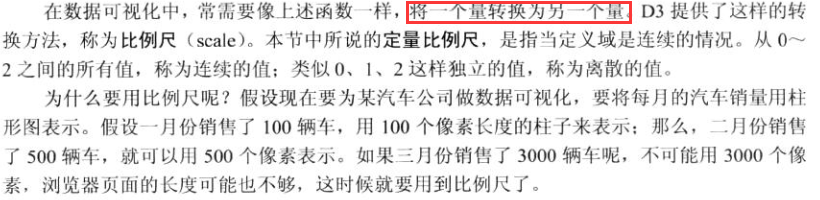 在数据可视化中，常需要像上述函数一样，将一个量转换为另一个量。D3 提供了这样的转
换方法，称为比例尺（scale）。本节中所说的定量比例尺，是指当定义域是连续的情况。从 0～
2 之间的所有值，称为连续的值；类似 0、1、2 这样独立的值，称为离散的值。
为什么要用比例尺呢？假设现在要为某汽车公司做数据可视化，要将每月的汽车销量用柱
形图表示。假设一月份销售了 100 辆车，用 100 个像素长度的柱子来表示；那么，二月份销售
了 500 辆车，就可以用 500 个像素表示。如果三月份销售了 3000 辆车呢，不可能用 3000 个像
素，浏览器页面的长度可能也不够，这时候就要用到比例尺了。